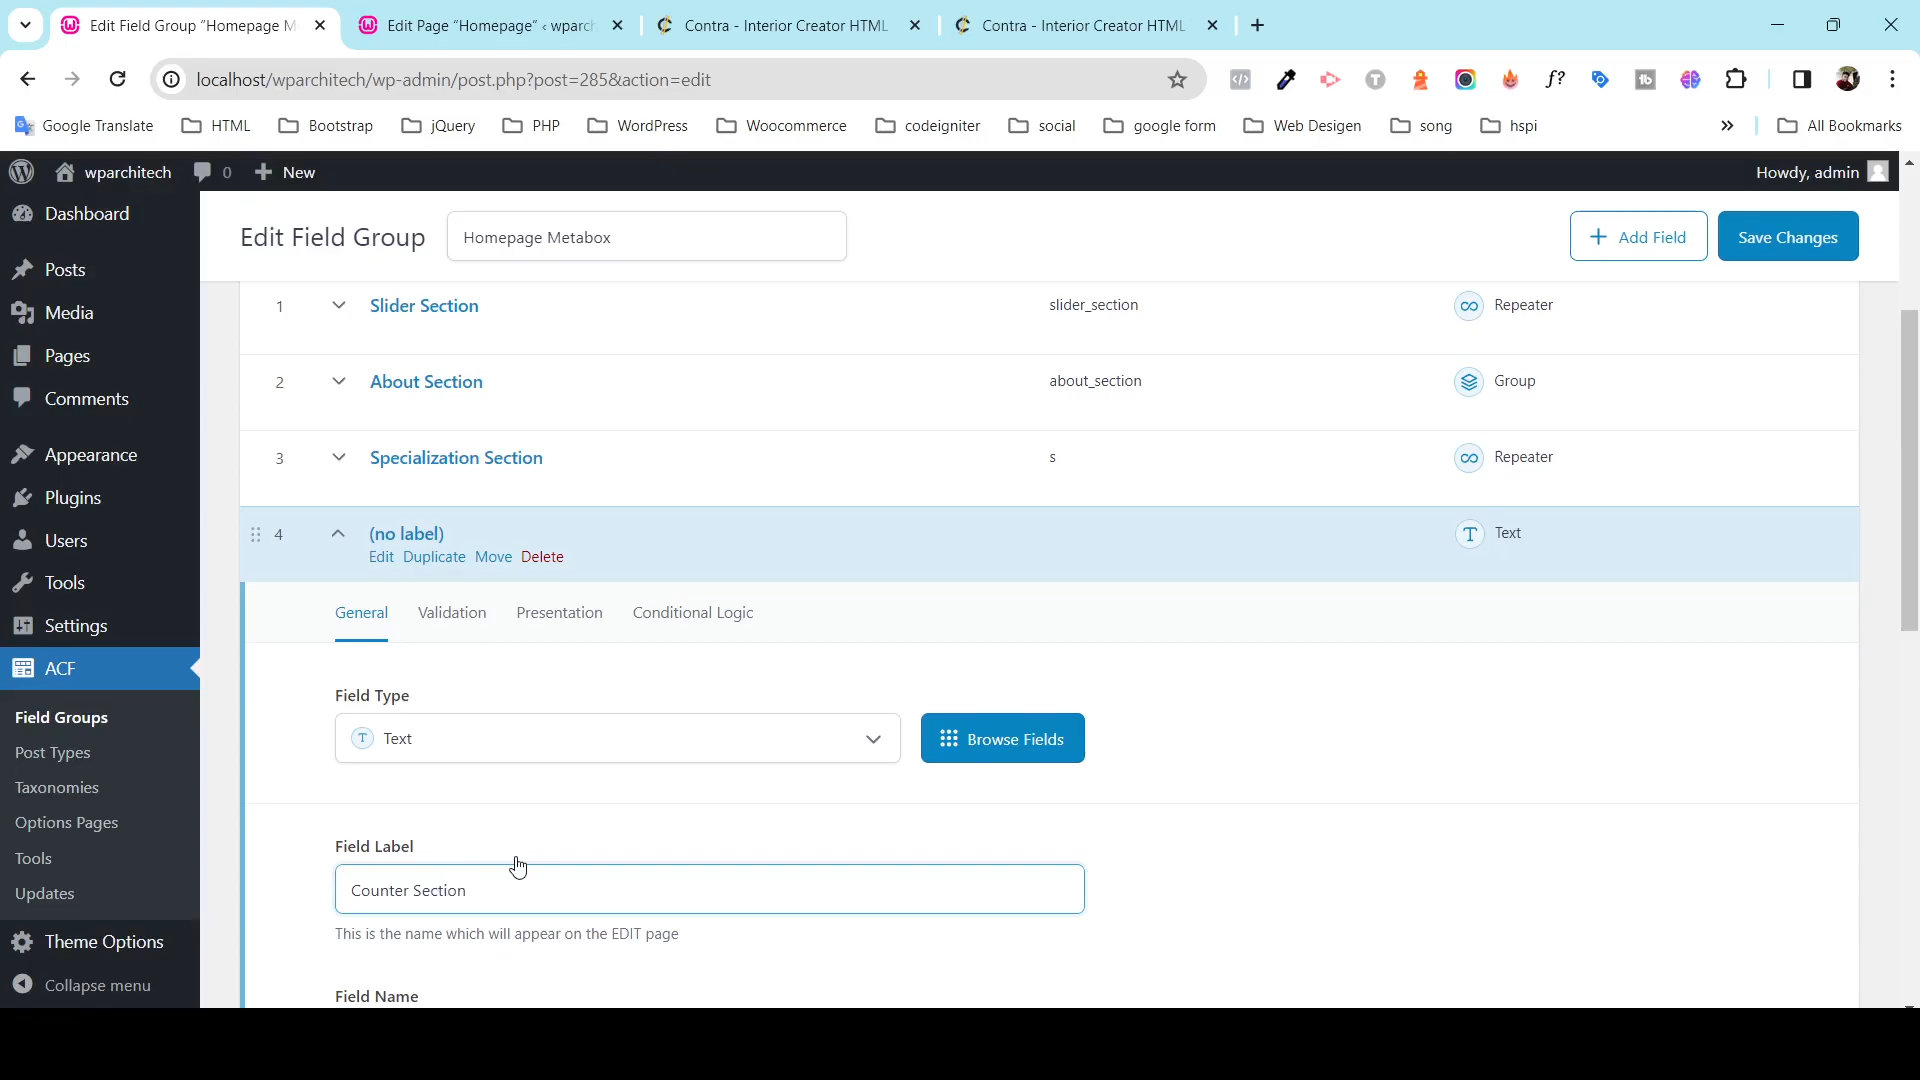 Edit Field Group "Homepage M
Edit Page "Homepage" ‹ wparch
Contra - Interior Creator HTML
Contra - Interior Creator HTML
localhost/wparchitech/wp-admin/post.php?post=285&action=edit
Google Translate
HTML
Bootstrap
jQuery
PHP
WordPress
Woocommerce
codeigniter
social
google form
Web Desigen
song
hspi
All Bookmarks
wparchitech
0
New
Howdy, admin
Dashboard
Posts
Media
Pages
Comments
Appearance
Plugins
Users
Tools
Settings
ACF
Field Groups
Post Types
Taxonomies
Options Pages
Tools
Updates
Theme Options
Collapse menu
Edit Field Group
Homepage Metabox
Add Field
Save Changes
1 Slider Section slider_section Repeater
2 About Section about_section Group
3 Specialization Section s Repeater
4 (no label) Text
Edit Duplicate Move Delete
General Validation Presentation Conditional Logic
Field Type
Text
Browse Fields
Field Label
Counter Section
This is the name which will appear on the EDIT page
Field Name